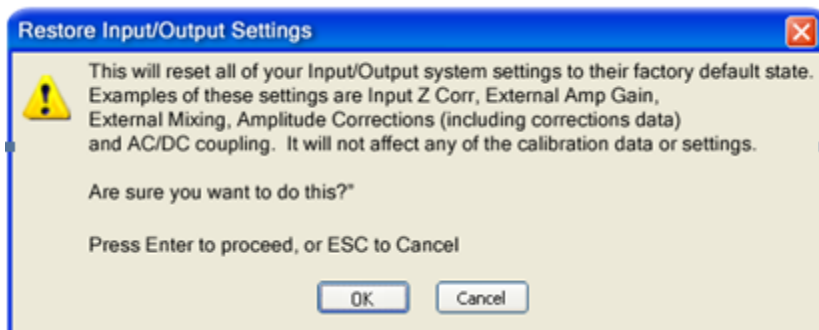 Restore Input/Output Settings
This will reset all of your Input/Output system settings to their factory default state.
Examples of these settings are Input Z Corr, External Amp Gain,
External Mixing, Amplitude Corrections (including corrections data)
and AC/DC coupling. It will not affect any of the calibration data or settings.
Are sure you want to do this?"
Press Enter to proceed, or ESC to Cancel
OK
Cancel